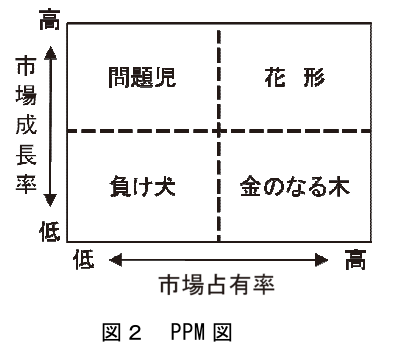 高
市場成長率
低
問題児
花形
負け犬
金のなる木
低
高
市場占有率
図2 PPM図